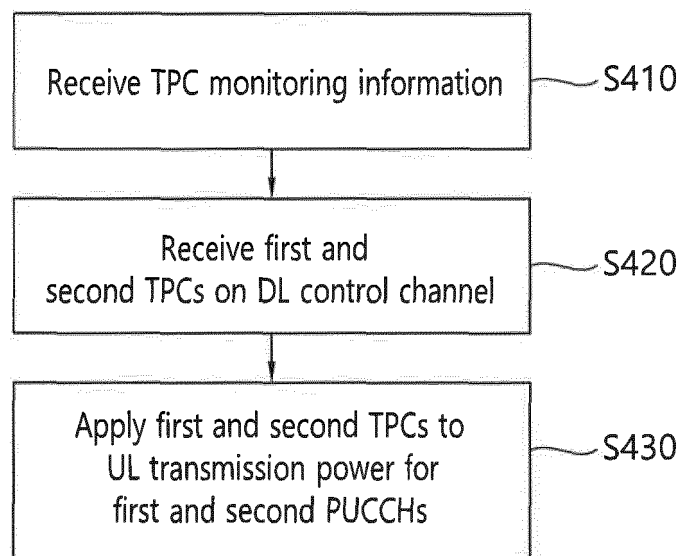 Receive TPC monitoring information
S410
Receive first and
second TPCs on DL control channel
S420
Apply first and second TPCs to
UL transmission power for
first and second PUCCHs
S430